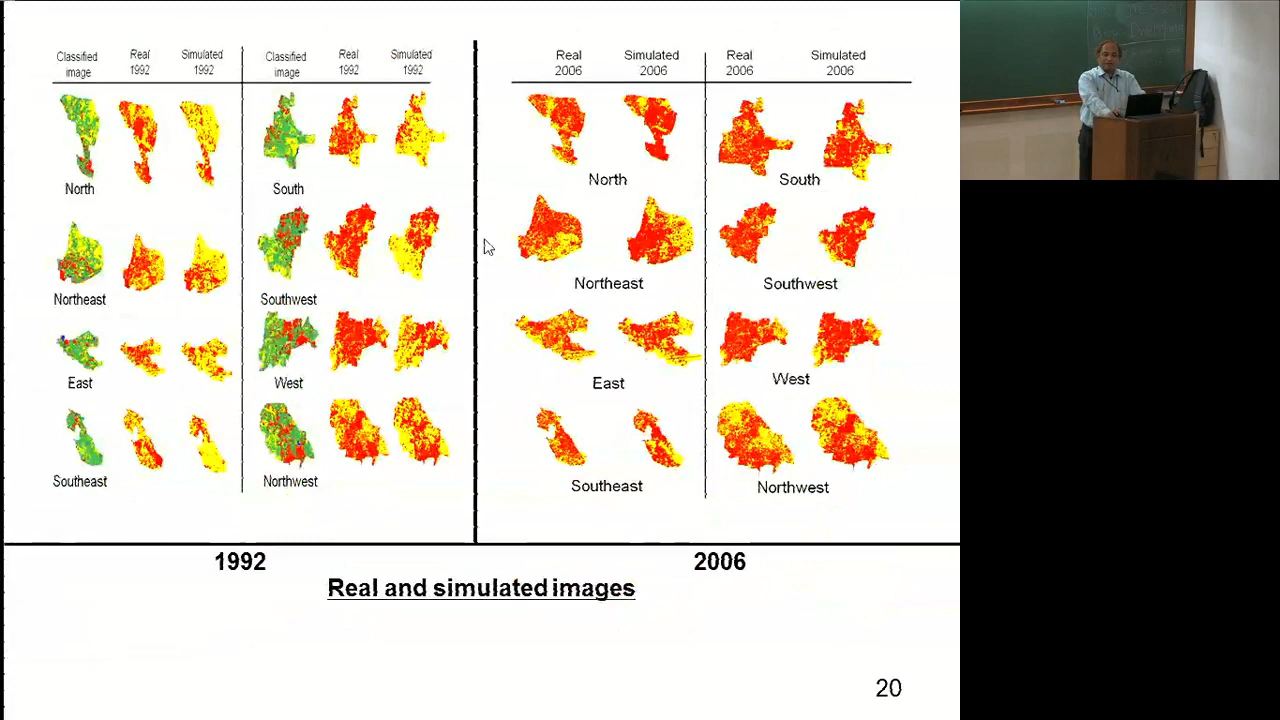 Classified image
Real 1992
Simulated 1992
Classified image
Real 1992
Simulated 1992
North
South
Northeast
Southwest
East
West
Southeast
Northwest
Real 2006
Simulated 2006
Real 2006
Simulated 2006
North
South
Northeast
Southwest
East
West
Southeast
Northwest
1992
2006
Real and simulated images
20